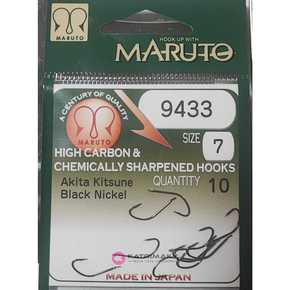 HOOK UP WITH
MARUTO
MARUTO
A CENTURY OF QUALITY
MARUTO
9433
SIZE 7
HIGH CARBON &
CHEMICALLY SHARPENED HOOKS
Akita Kitsune
Black Nickel
QUANTITY 10
MADE IN JAPAN